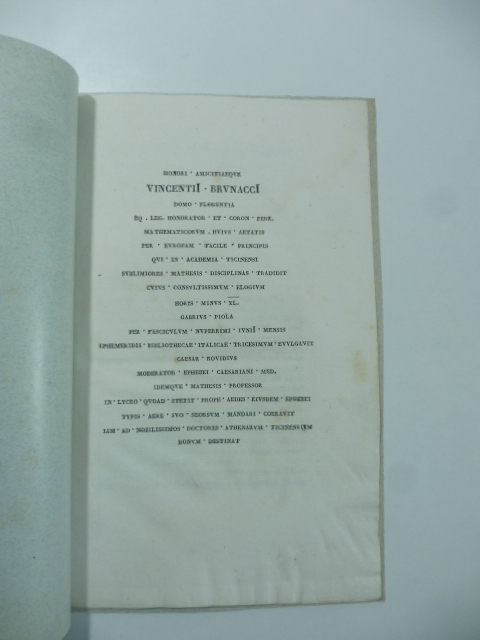 HONORI · AMICITIAEQVE
VINCENTII · BRVNACCI
DOMO · FLORENTIA
EQ . LEG. HONORATOR · ET · CORON · FERR.
MATHEMATICORVM . HVIVS · AETATIS
PER · EVROPAM · FACILE · PRINCIPIS
QVI · IN · ACADEMIA · TICINENSI
SVBLIMIORES · MATHESIS · DISCIPLINAS · TRADIDIT
CVIVS · CONSVLTISSIMVM · ELOGIVM
HORIS · MINVS · XL.
GABRIVS · PIOLA
PER · FASCICVLVM · NVPERRIMI · IVNII · MENSIS
EPHEMERIDIS · BIBLIOTHECAE · ITALICAE · TRICESIMVM · EVVLGAVIT
CAESAR · ROVIDIVS
MODERATOR · EPHEBEI · CAESARIANI · MED.
IDEMQVE · MATHESIS · PROFESSOR
IN · LYCEO · QVOAD · STETIT · PROPE · AEDES · EIVSDEM · EPHEBEI
TYPIS · AERE · SVO · SEORSVM · MANDARI · COERAVIT
IAM · AD · NOBILISSIMOS · DOCTORES · ATHENARVM · TICINENSIVM
DONVM · DESTINAT